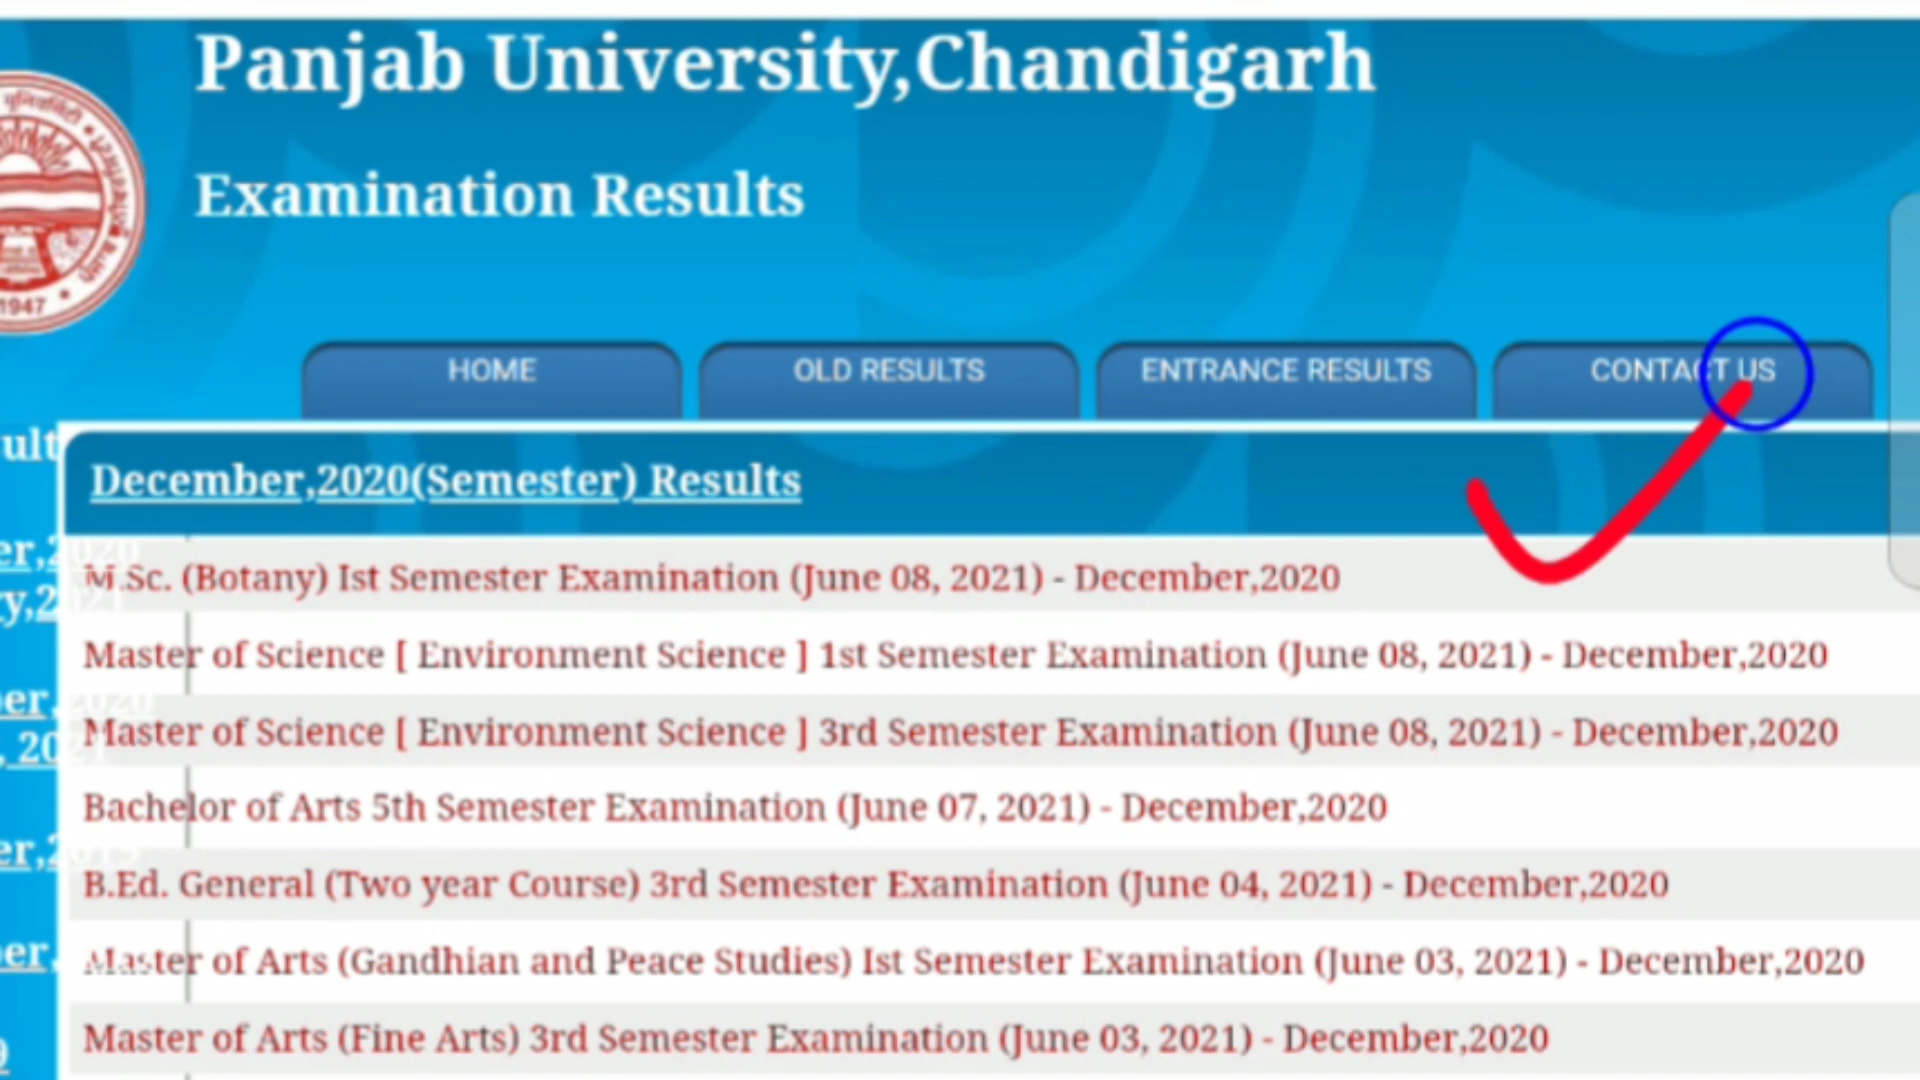 Panjab University,Chandigarh
Examination Results
1947
HOME
OLD RESULTS
ENTRANCE RESULTS
CONTACT US
December,2020(Semester) Results
M.Sc. (Botany) Ist Semester Examination (June 08, 2021) - December,2020
Master of Science [ Environment Science ] 1st Semester Examination (June 08, 2021) - December,2020
Master of Science [ Environment Science ] 3rd Semester Examination (June 08, 2021) - December,2020
Bachelor of Arts 5th Semester Examination (June 07, 2021) - December,2020
B.Ed. General (Two year Course) 3rd Semester Examination (June 04, 2021) - December,2020
Master of Arts (Gandhian and Peace Studies) Ist Semester Examination (June 03, 2021) - December,2020
Master of Arts (Fine Arts) 3rd Semester Examination (June 03, 2021) - December,2020